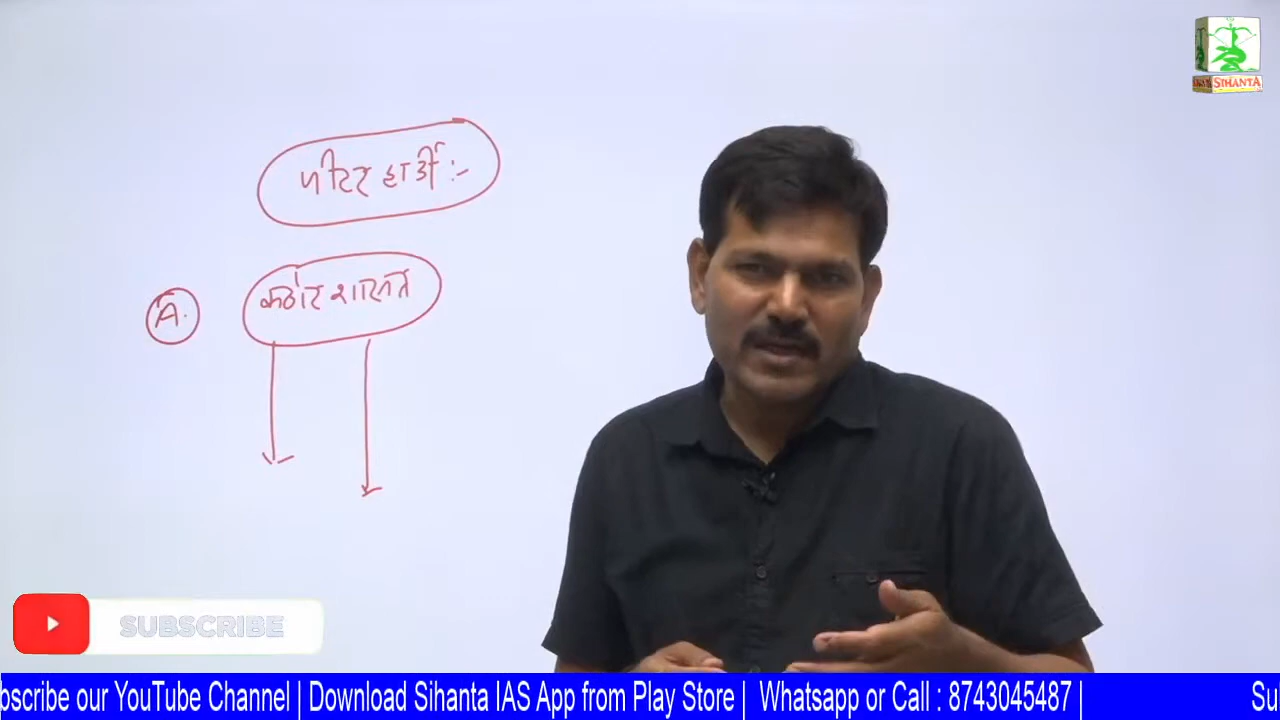 SIHANTA
पीटर हार्डी :-
A.
कठोर शासन
SUBSCRIBE
bscribe our YouTube Channel | Download Sihanta IAS App from Play Store | Whatsapp or Call : 8743045487 | Su